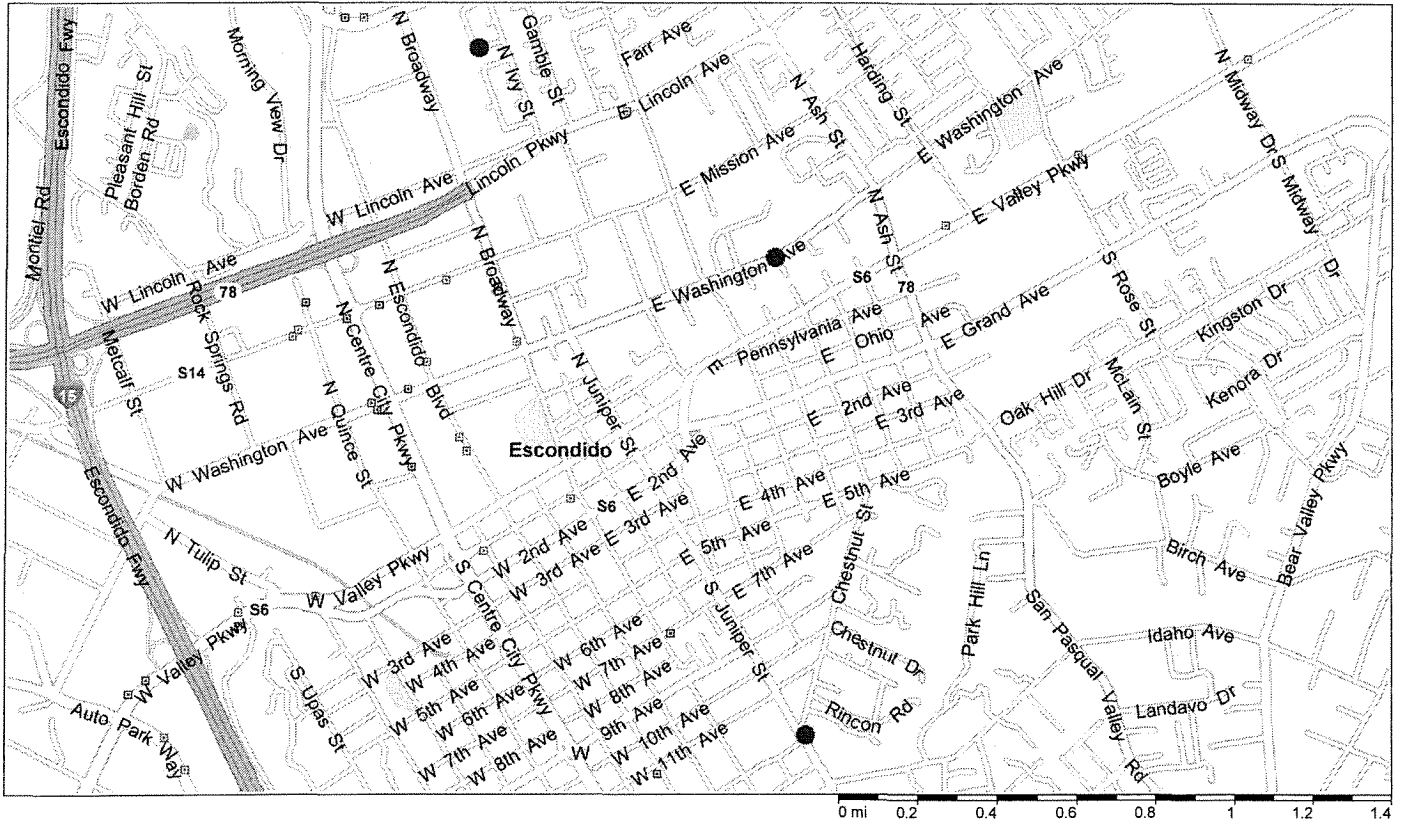 Escondido Fwy
Montiel Rd
Pleasant Hill St
Borden Rd
Morning View Dr
N Broadway
N Ivy St
Gamble St
Farr Ave
E Lincoln Ave
Lincoln Pkwy
W Lincoln Ave
W Lincoln Ave
78
N Ash St
Harding St
E Washington Ave
N Midway Dr
S Midway Dr
E Mission Ave
E Valley Pkwy
N Ash St
S6
78
N Broadway
N Escondido Blvd
E Washington Ave
S Rose St
Kingston Dr
Kenora Dr
E Pennsylvania Ave
E Ohio Ave
E Grand Ave
Metcalf St
Rock Springs Rd
S14
15
N Centre City Pkwy
N Quince St
N Juniper St
Escondido
E 2nd Ave
E 3rd Ave
Oak Hill Dr
McLain St
Boyle Ave
Bear Valley Pkwy
W Washington Ave
Escondido Fwy
E 2nd Ave
S6
E 3rd Ave
E 4th Ave
E 5th Ave
N Tulip St
W Valley Pkwy
W 2nd Ave
W 3rd Ave
E 5th Ave
E 7th Ave
Chestnut St
Birch Ave
S6
W Valley Pkwy
S Centre City Pkwy
S Juniper St
Park Hill Ln
San Pasqual Valley Rd
Idaho Ave
Chestnut Dr
W 3rd Ave
W 4th Ave
W 5th Ave
W 6th Ave
W 7th Ave
W 8th Ave
W 6th Ave
W 7th Ave
W 8th Ave
W 9th Ave
W 10th Ave
W 11th Ave
S Upas St
Auto Park Way
Rincon Rd
Landavo Dr
0 mi 0.2 0.4 0.6 0.8 1 1.2 1.4